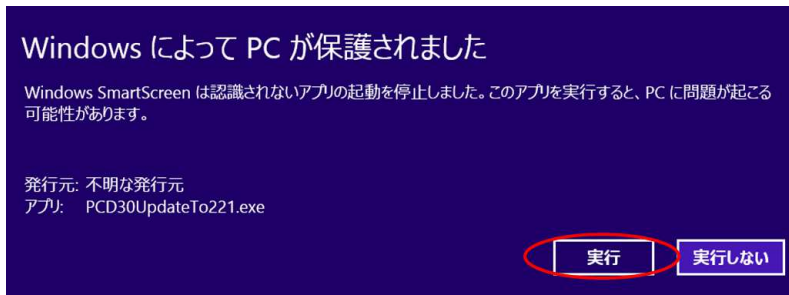 Windows によって PC が保護されました
Windows SmartScreen は認識されないアプリの起動を停止しました。このアプリを実行すると、PC に問題が起こる
可能性があります。
発行元: 不明な発行元
アプリ: PCD30UpdateTo221.exe
実行 実行しない